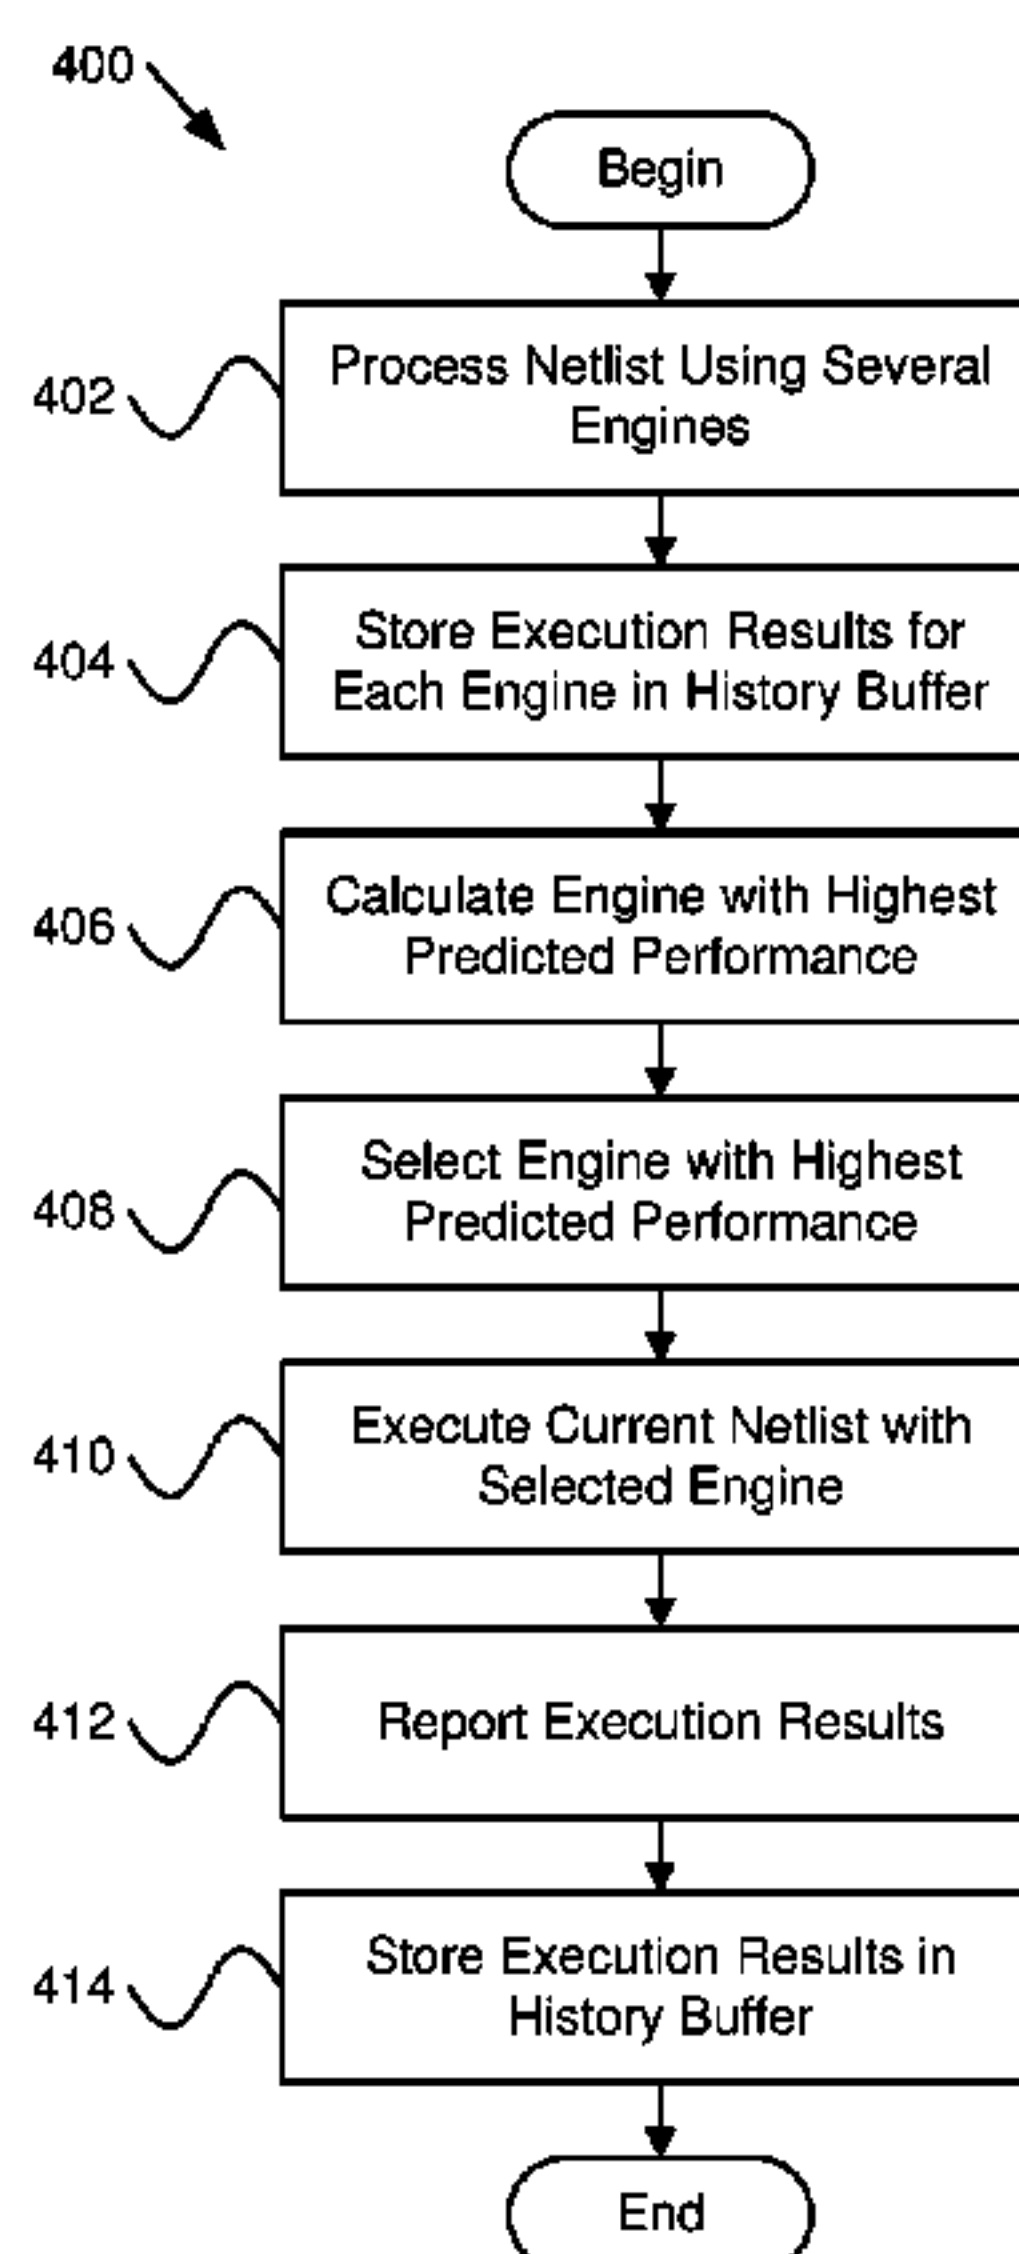 400
Begin
402
Process Netlist Using Several
Engines
404
Store Execution Results for
Each Engine in History Buffer
406
Calculate Engine with Highest
Predicted Performance
408
Select Engine with Highest
Predicted Performance
410
Execute Current Netlist with
Selected Engine
412
Report Execution Results
414
Store Execution Results in
History Buffer
End